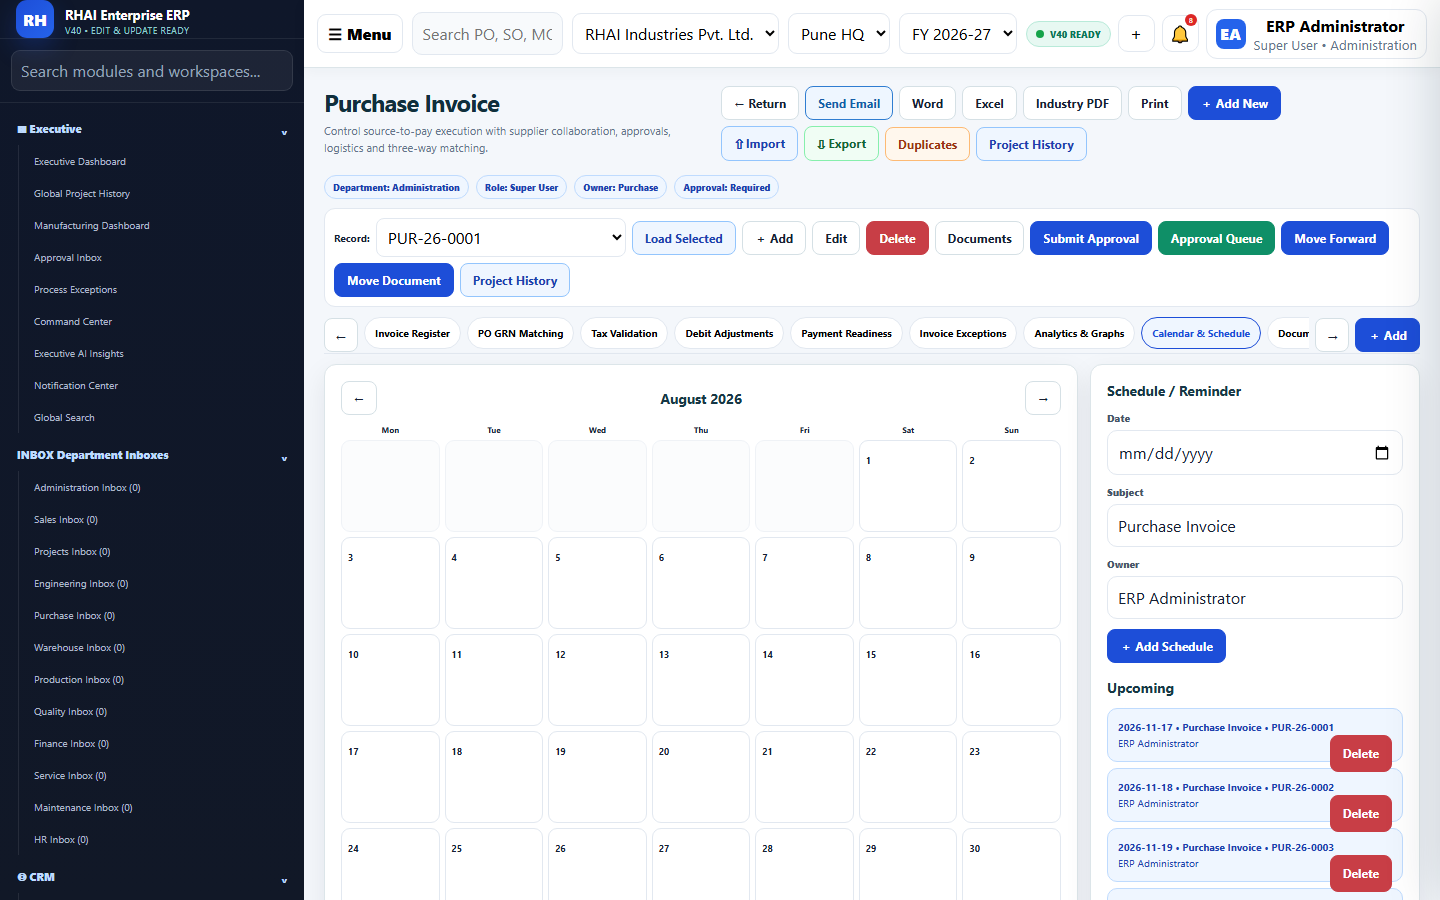 RH
RHAI Enterprise ERP
V40 • EDIT & UPDATE READY
Search modules and workspaces...
Executive
Executive Dashboard
Global Project History
Manufacturing Dashboard
Approval Inbox
Process Exceptions
Command Center
Executive AI Insights
Notification Center
Global Search
INBOX Department Inboxes
Administration Inbox (0)
Sales Inbox (0)
Projects Inbox (0)
Engineering Inbox (0)
Purchase Inbox (0)
Warehouse Inbox (0)
Production Inbox (0)
Quality Inbox (0)
Finance Inbox (0)
Service Inbox (0)
Maintenance Inbox (0)
HR Inbox (0)
CRM
☰ Menu
Search PO, SO, MO
RHAI Industries Pvt. Ltd.
Pune HQ
FY 2026-27
V40 READY
+
8
EA
ERP Administrator
Super User • Administration
Purchase Invoice
Control source-to-pay execution with supplier collaboration, approvals,
logistics and three-way matching.
← Return
Send Email
Word
Excel
Industry PDF
Print
+ Add New
⇧ Import
⇩ Export
Duplicates
Project History
Department: Administration
Role: Super User
Owner: Purchase
Approval: Required
Record:
PUR-26-0001
Load Selected
+ Add
Edit
Delete
Documents
Submit Approval
Approval Queue
Move Forward
Move Document
Project History
←
Invoice Register
PO GRN Matching
Tax Validation
Debit Adjustments
Payment Readiness
Invoice Exceptions
Analytics & Graphs
Calendar & Schedule
Docum
→
+ Add
←
August 2026
→
Mon Tue Wed Thu Fri Sat Sun
1 2
3 4 5 6 7 8 9
10 11 12 13 14 15 16
17 18 19 20 21 22 23
24 25 26 27 28 29 30
Schedule / Reminder
Date
mm/dd/yyyy
Subject
Purchase Invoice
Owner
ERP Administrator
+ Add Schedule
Upcoming
2026-11-17 • Purchase Invoice • PUR-26-0001
ERP Administrator
Delete
2026-11-18 • Purchase Invoice • PUR-26-0002
ERP Administrator
Delete
2026-11-19 • Purchase Invoice • PUR-26-0003
ERP Administrator
Delete